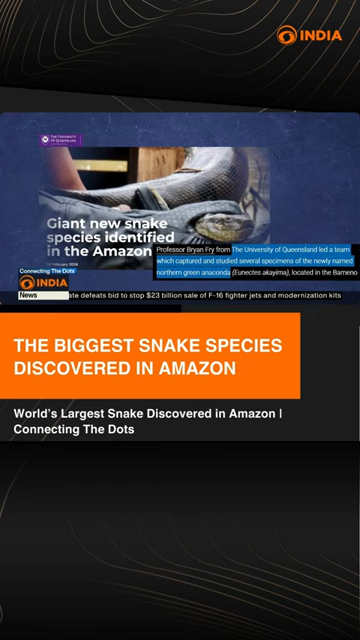 INDIA
THE UNIVERSITY
OF QUEENSLAND
Giant new snake
species identified
in the Amazon
February 2024
Professor Bryan Fry from The University of Queensland led a team
which captured and studied several specimens of the newly named
northern green anaconda (Eunectes akayima), located in the Bameno
Connecting The Dots
INDIA
News
ate defeats bid to stop $23 billion sale of F-16 fighter jets and modernization kits
THE BIGGEST SNAKE SPECIES
DISCOVERED IN AMAZON
World's Largest Snake Discovered in Amazon |
Connecting The Dots